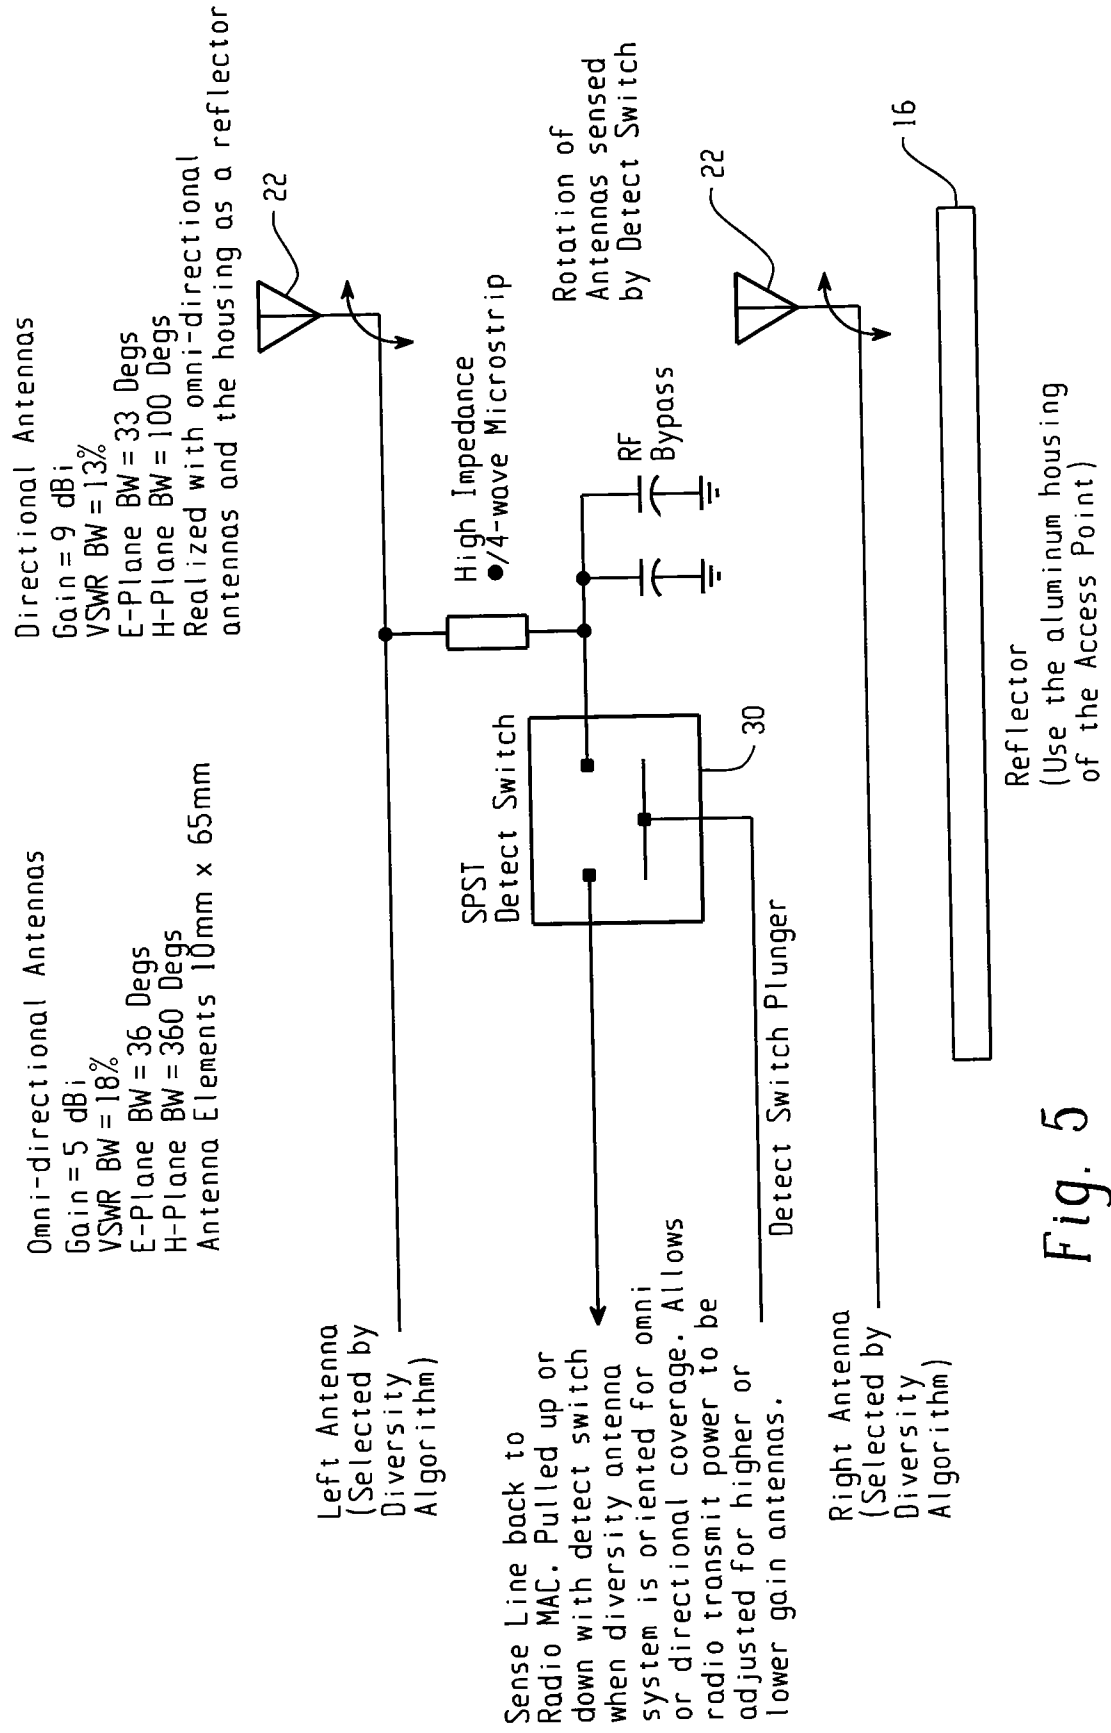 Omni-directional Antennas
Gain = 5 dBi
VSWR BW = 18%
E-Plane BW = 36 Degs
H-Plane BW = 360 Degs
Antenna Elements 10mm x 65mm
Directional Antennas
Gain = 9 dBi
VSWR BW = 13%
E-Plane BW = 33 Degs
H-Plane BW = 100 Degs
Realized with omni-directional
antennas and the housing as a reflector
22
Left Antenna
(Selected by
Diversity
Algorithm)
High Impedance
●/4-wave Microstrip
SPST
Detect Switch
RF
Bypass
Rotation of
Antennas sensed
by Detect Switch
30
Sense Line back to
Radio MAC. Pulled up or
down with detect switch
when diversity antenna
system is oriented for omni
or directional coverage. Allows
radio transmit power to be
adjusted for higher or
lower gain antennas.
Detect Switch Plunger
22
Right Antenna
(Selected by
Diversity
Algorithm)
16
Reflector
(Use the aluminum housing
of the Access Point)
Fig. 5